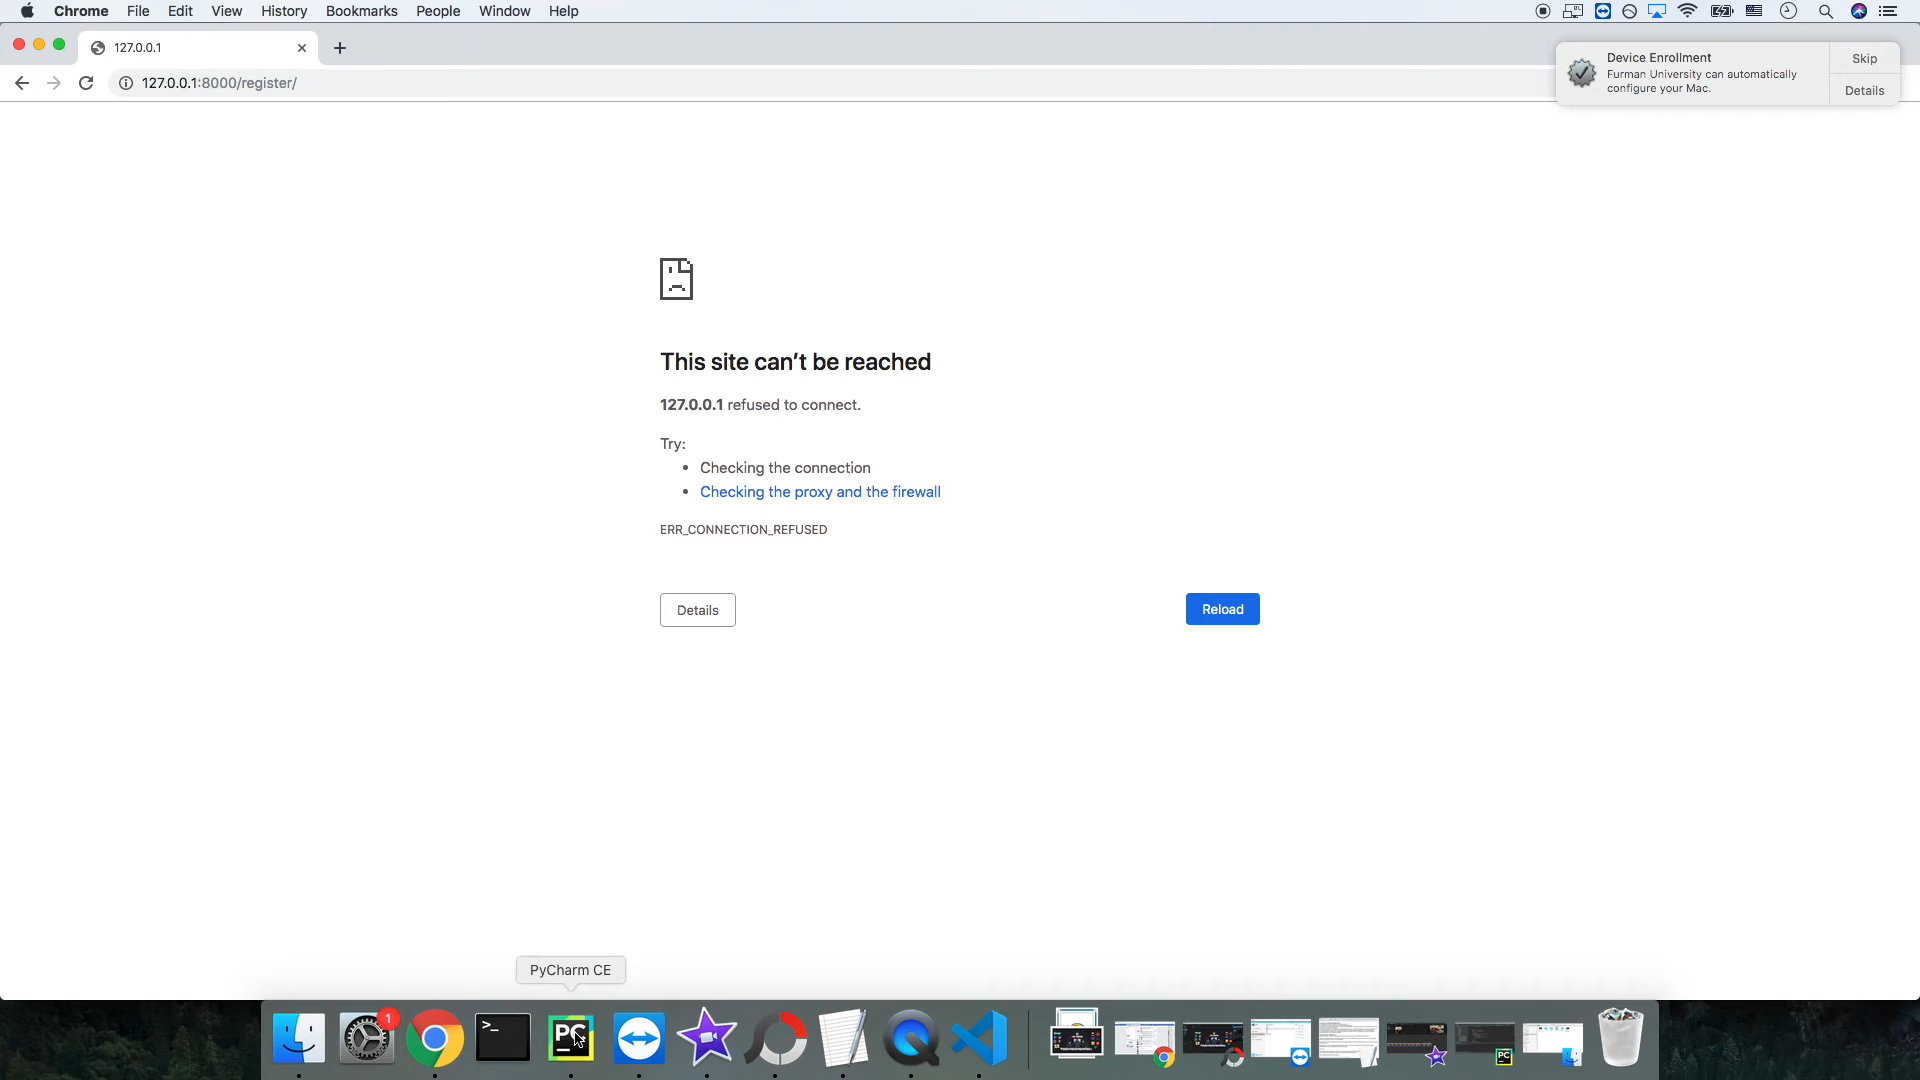 Chrome File Edit View History Bookmarks People Window Help
127.0.0.1
127.0.0.1:8000/register/
Device Enrollment
Furman University can automatically
configure your Mac.
Skip
Details
This site can't be reached
127.0.0.1 refused to connect.
Try:
Checking the connection
Checking the proxy and the firewall
ERR_CONNECTION_REFUSED
Details
Reload
PyCharm CE
1
>_
PC
PC